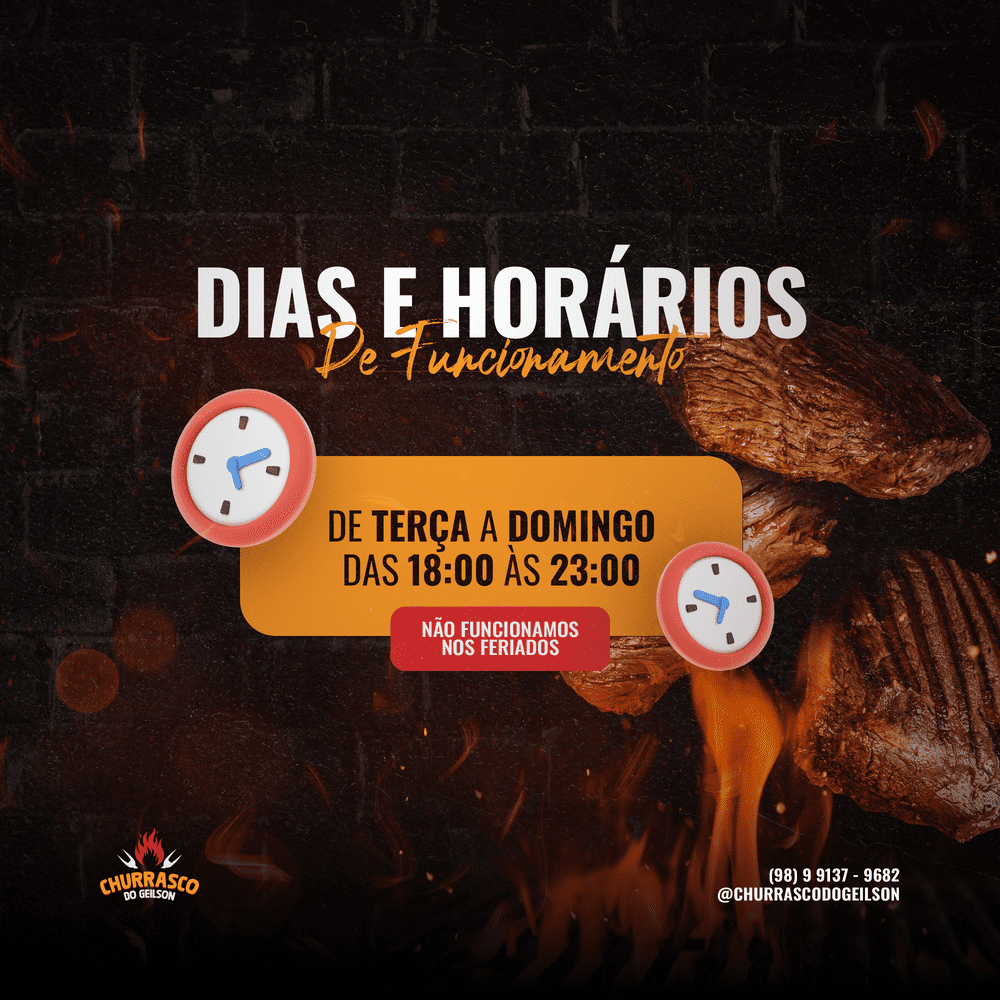 DIAS E HORÁRIOS
De Funcionamento
DE TERÇA A DOMINGO
DAS 18:00 ÀS 23:00
NÃO FUNCIONAMOS
NOS FERIADOS
CHURRASCO
DO GEILSON
(98) 9 9137 - 9682
@CHURRASCODOGEILSON